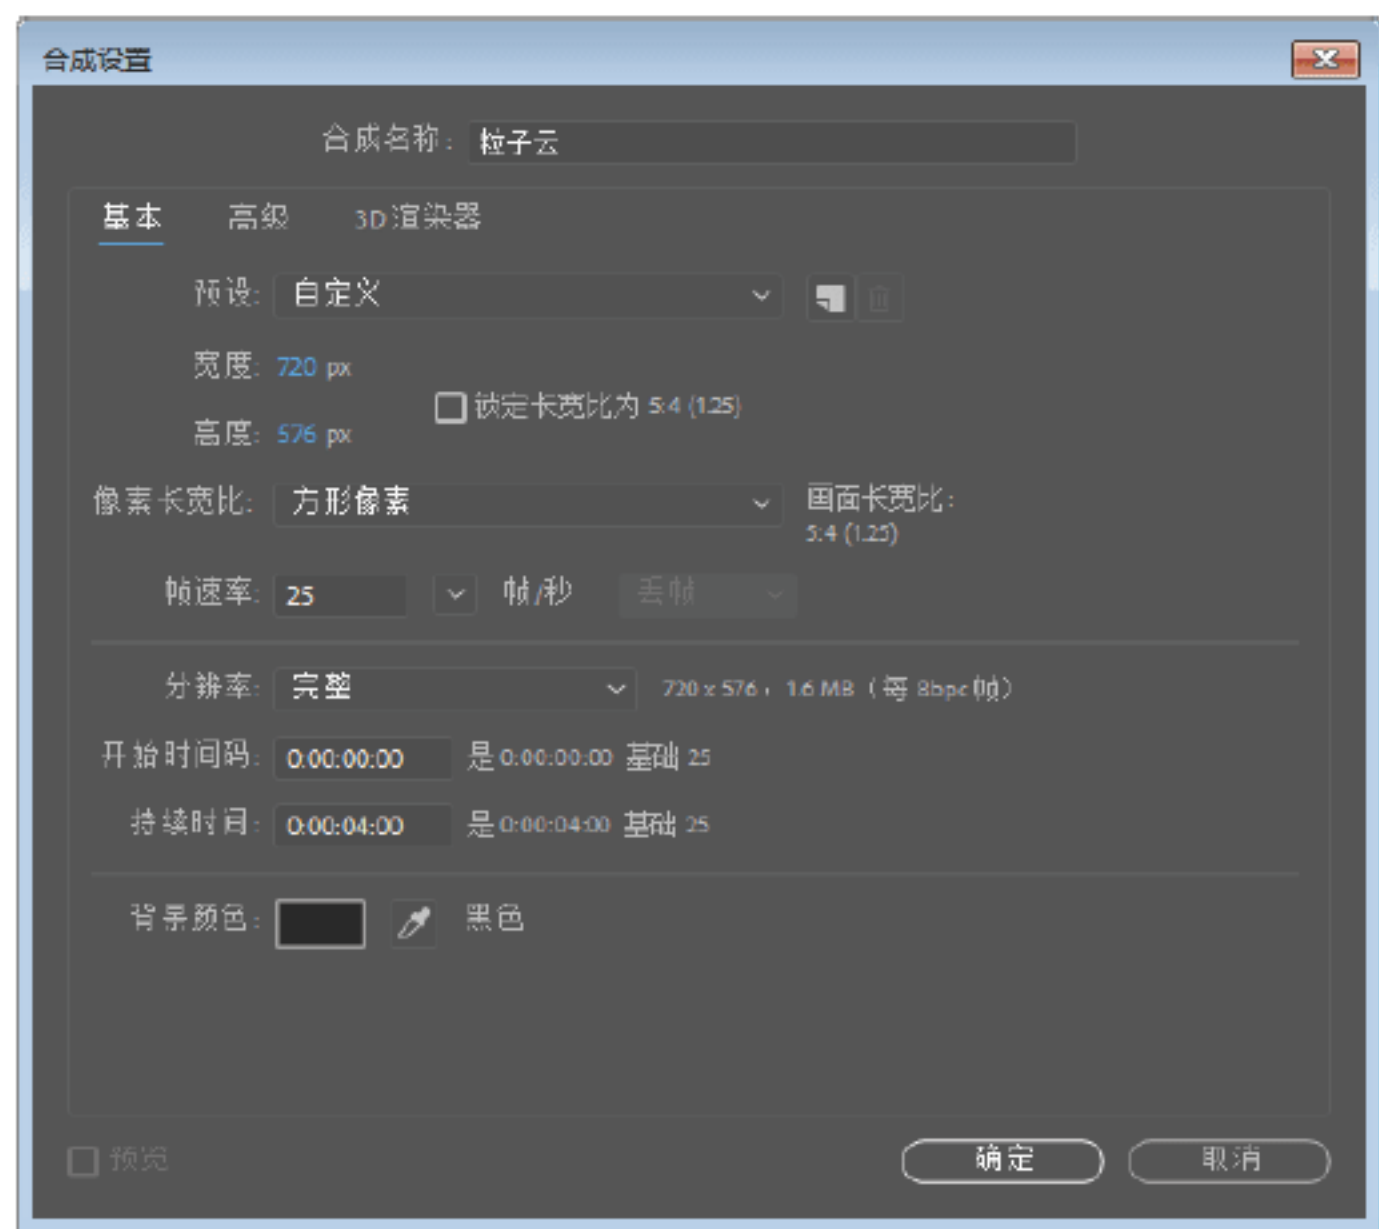 合成设置
合成名称: 粒子云
基本 高级 3D 渲染器
预设: 自定义
宽度: 720 px
锁定长宽比为 5:4 (1.25)
高度: 576 px
像素长宽比: 方形像素 画面长宽比:
5:4 (1.25)
帧速率: 25 帧/秒 丢帧
分辨率: 完整 720 x 576, 1.6 MB (每 8bpc 帧)
开始时间码: 0:00:00:00 是 0:00:00:00 基础 25
持续时间: 0:00:04:00 是 0:00:04:00 基础 25
背景颜色: 黑色
预览 确定 取消